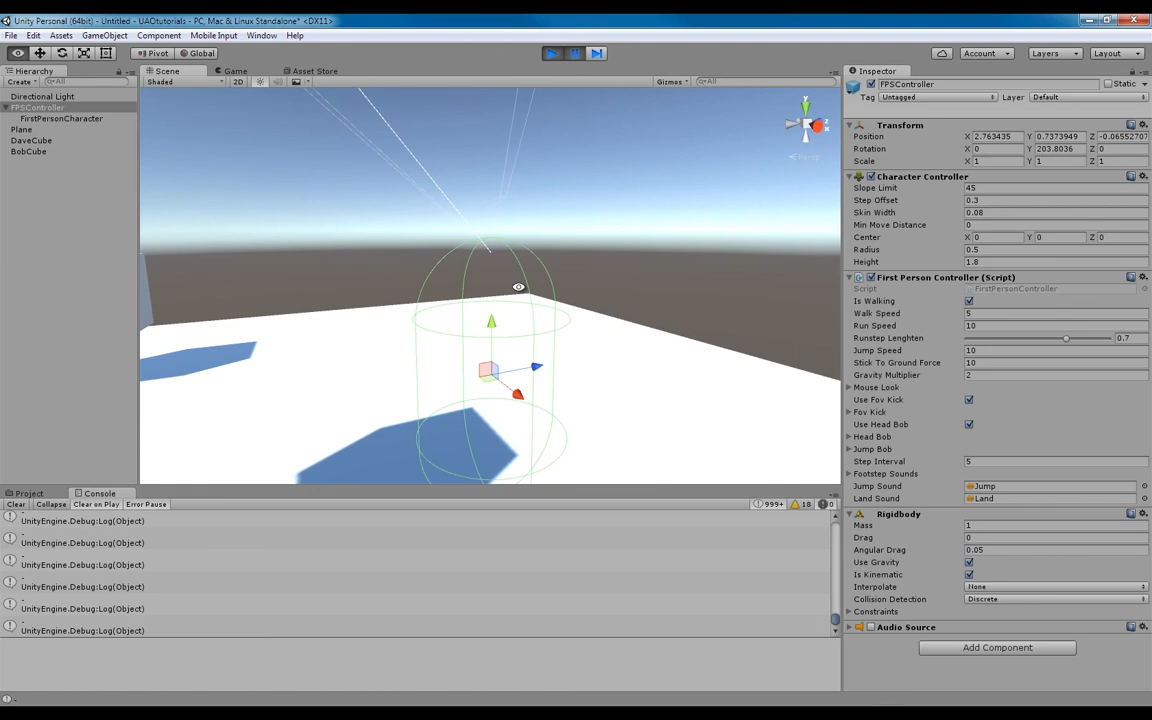 Unity Personal (64bit) - Untitled - UAOtutorials - PC, Mac & Linux Standalone* <DX11>
File Edit Assets GameObject Component Mobile Input Window Help
Pivot Global Account Layers Layout
Hierarchy
Create All
Directional Light
FPSController
FirstPersonCharacter
Plane
DaveCube
BobCube
Scene Game Asset Store
Shaded 2D Gizmos All
y
z
x
Persp
Project Console
Clear Collapse Clear on Play Error Pause 999+ 18 0
-
UnityEngine.Debug:Log(Object)
-
UnityEngine.Debug:Log(Object)
-
UnityEngine.Debug:Log(Object)
-
UnityEngine.Debug:Log(Object)
-
UnityEngine.Debug:Log(Object)
-
UnityEngine.Debug:Log(Object)
-
Inspector
FPSController Static
Tag Untagged Layer Default
Transform
Position X 2.763435 Y 0.7373949 Z -0.06552707
Rotation X 0 Y 203.8036 Z 0
Scale X 1 Y 1 Z 1
Character Controller
Slope Limit 45
Step Offset 0.3
Skin Width 0.08
Min Move Distance 0
Center X 0 Y 0 Z 0
Radius 0.5
Height 1.8
First Person Controller (Script)
Script FirstPersonController
Is Walking
Walk Speed 5
Run Speed 10
Runstep Lenghten 0.7
Jump Speed 10
Stick To Ground Force 10
Gravity Multiplier 2
Mouse Look
Use Fov Kick
Fov Kick
Use Head Bob
Head Bob
Jump Bob
Step Interval 5
Footstep Sounds
Jump Sound Jump
Land Sound Land
Rigidbody
Mass 1
Drag 0
Angular Drag 0.05
Use Gravity
Is Kinematic
Interpolate None
Collision Detection Discrete
Constraints
Audio Source
Add Component